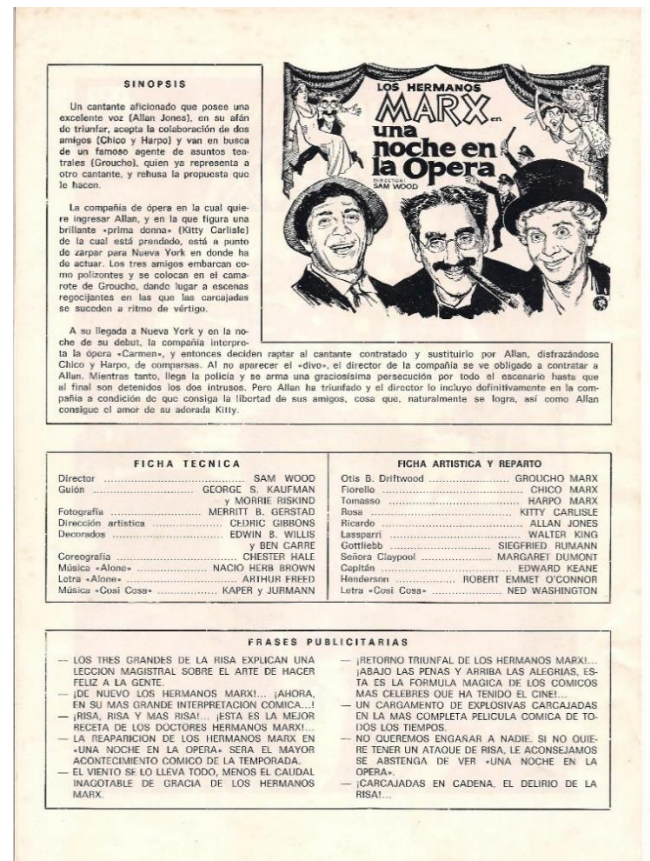 SINOPSIS
Un cantante aficionado que posee una
excelente voz (Allan Jones), en su afán
de triunfar, acepta la colaboración de dos
amigos (Chico y Harpo) y van en busca
de un famoso agente de asuntos tea-
trales (Groucho), quien ya representa a
otro cantante, y rehusa la propuesta que
le hacen.
La compañía de ópera en la cual quie-
re ingresar Allan, y en la que figura una
brillante «prima donna» (Kitty Carlisle)
de la cual está prendado, está a punto
de zarpar para Nueva York en donde ha
de actuar. Los tres amigos embarcan co-
mo polizontes y se colocan en el cama-
rote de Groucho, dando lugar a escenas
regocijantes en las que las carcajadas
se suceden a ritmo de vértigo.
A su llegada a Nueva York y en la no-
che de su debut, la compañía interpre-
ta la ópera «Carmen», y entonces deciden raptar al cantante contratado y sustituirlo por Allan, disfrazándose
Chico y Harpo, de comparsas. Al no aparecer el «divo», el director de la compañía se ve obligado a contratar a
Allan. Mientras tanto, llega la policía y se arma una graciosísima persecución por todo el escenario hasta que
al final son detenidos los dos intrusos. Pero Allan ha triunfado y el director lo incluye definitivamente en la com-
pañía a condición de que consiga la libertad de sus amigos, cosa que, naturalmente se logra, así como Allan
consigue el amor de su adorada Kitty.
LOS HERMANOS
MARX en
una
noche en
la Opera
DIRECTOR:
SAM WOOD
FICHA TECNICA
Director ........................ SAM WOOD
Guión ........................ GEORGE S. KAUFMAN
y MORRIE RISKIND
Fotografía ........................ MERRITT B. GERSTAD
Dirección artística ........................ CEDRIC GIBBONS
Decorados ........................ EDWIN B. WILLIS
y BEN CARRE
Coreografía ........................ CHESTER HALE
Música «Alone» ........................ NACIO HERB BROWN
Letra «Alone» ........................ ARTHUR FREED
Música «Cosi Cosa» ........................ KAPER y JURMANN
FICHA ARTISTICA Y REPARTO
Otis B. Driftwood ........................ GROUCHO MARX
Fiorello ........................ CHICO MARX
Tomasso ........................ HARPO MARX
Rosa ........................ KITTY CARLISLE
Ricardo ........................ ALLAN JONES
Lassparri ........................ WALTER KING
Gottliebb ........................ SIEGFRIED RUMANN
Señora Claypool ........................ MARGARET DUMONT
Capitán ........................ EDWARD KEANE
Henderson ........................ ROBERT EMMET O'CONNOR
Letra «Cosi Cosa» ........................ NED WASHINGTON
FRASES PUBLICITARIAS
— LOS TRES GRANDES DE LA RISA EXPLICAN UNA
LECCION MAGISTRAL SOBRE EL ARTE DE HACER
FELIZ A LA GENTE.
— ¡DE NUEVO LOS HERMANOS MARX!... ¡AHORA,
EN SU MAS GRANDE INTERPRETACION COMICA...!
— ¡RISA, RISA Y MAS RISA!... ¡ESTA ES LA MEJOR
RECETA DE LOS DOCTORES HERMANOS MARX!...
— LA REAPARICION DE LOS HERMANOS MARX EN
«UNA NOCHE EN LA OPERA» SERA EL MAYOR
ACONTECIMIENTO COMICO DE LA TEMPORADA.
— EL VIENTO SE LO LLEVA TODO, MENOS EL CAUDAL
INAGOTABLE DE GRACIA DE LOS HERMANOS
MARX.
— ¡RETORNO TRIUNFAL DE LOS HERMANOS MARX!...
¡ABAJO LAS PENAS Y ARRIBA LAS ALEGRIAS, ES-
TA ES LA FORMULA MAGICA DE LOS COMICOS
MAS CELEBRES QUE HA TENIDO EL CINE!...
— UN CARGAMENTO DE EXPLOSIVAS CARCAJADAS
EN LA MAS COMPLETA PELICULA COMICA DE TO-
DOS LOS TIEMPOS.
— NO QUEREMOS ENGAÑAR A NADIE. SI NO QUIE-
RE TENER UN ATAQUE DE RISA, LE ACONSEJAMOS
SE ABSTENGA DE VER «UNA NOCHE EN LA
OPERA».
— ¡CARCAJADAS EN CADENA, EL DELIRIO DE LA
RISA!...